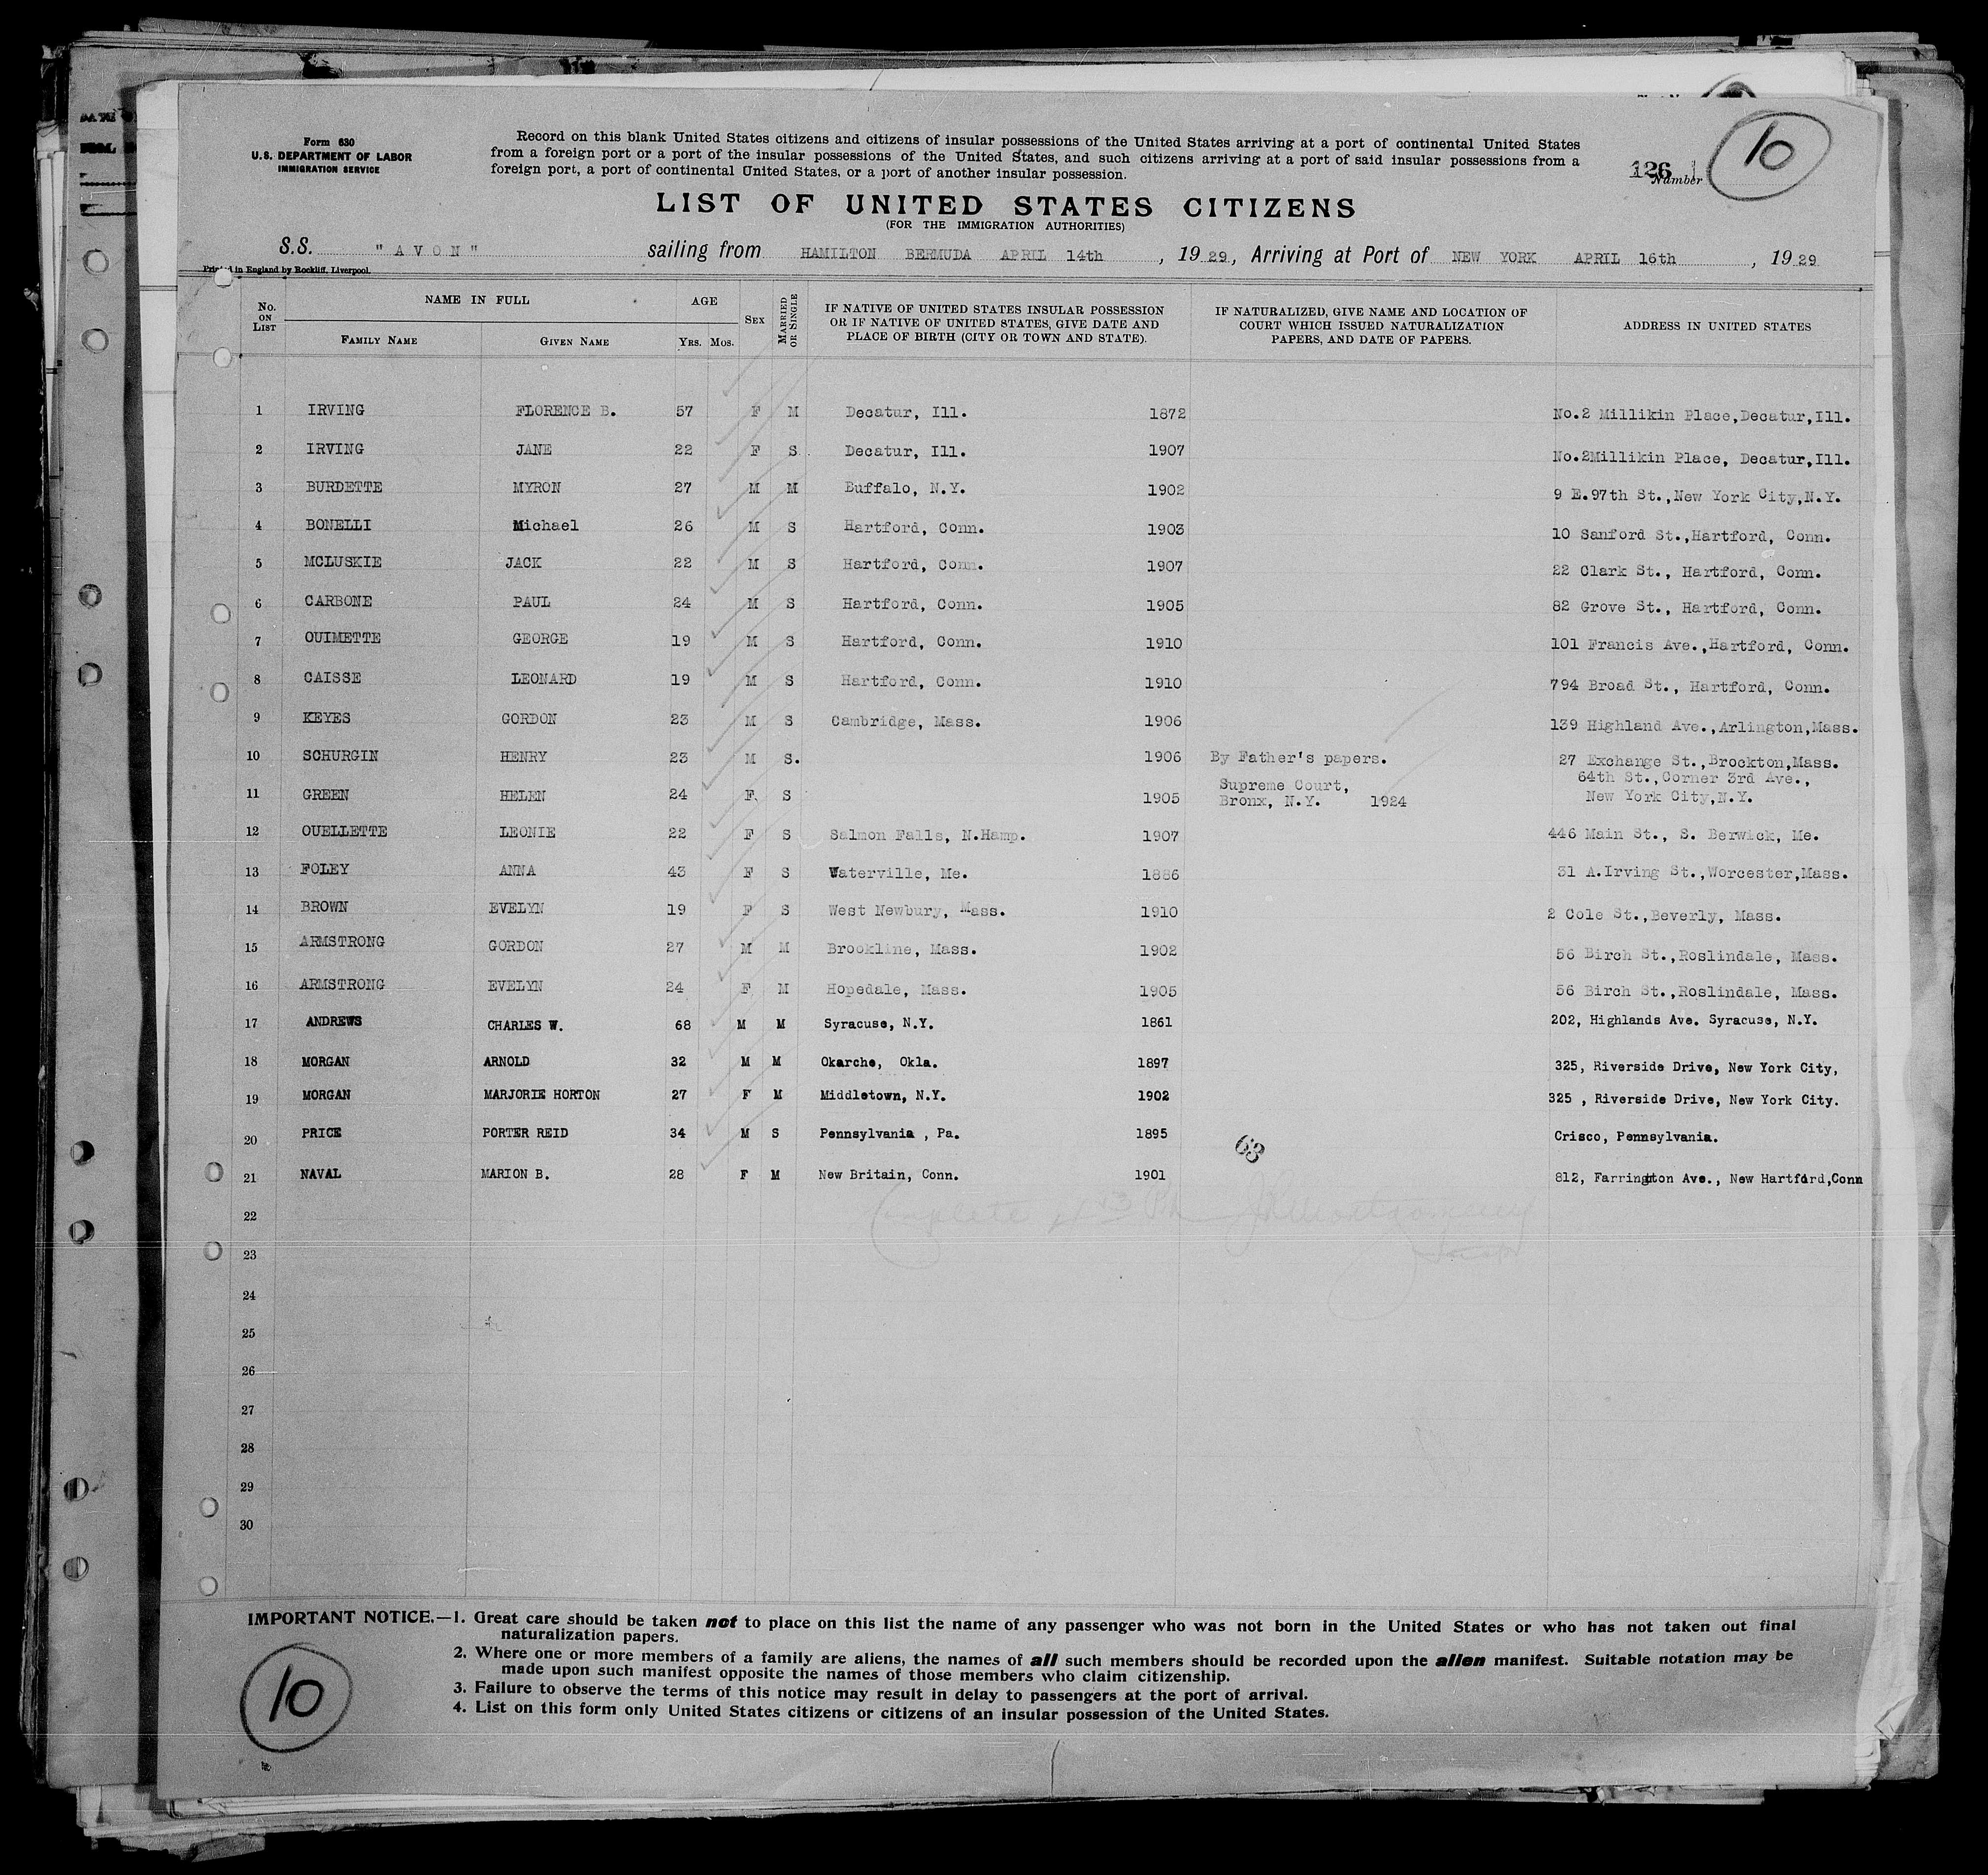 Form 630
U.S. DEPARTMENT OF LABOR
IMMIGRATION SERVICE
Record on this blank United States citizens and citizens of insular possessions of the United States arriving at a port of continental United States
from a foreign port or a port of the insular possessions of the United States, and such citizens arriving at a port of said insular possessions from a
foreign port, a port of continental United States, or a port of another insular possession.
126
Number
10
LIST OF UNITED STATES CITIZENS
(FOR THE IMMIGRATION AUTHORITIES)
S.S. "AVON" sailing from HAMILTON BERMUDA APRIL 14th, 1929, Arriving at Port of NEW YORK APRIL 16th, 1929
Printed in England by Rockliff, Liverpool.
No. ON LIST NAME IN FULL AGE SEX MARRIED OR SINGLE IF NATIVE OF UNITED STATES INSULAR POSSESSION OR IF NATIVE OF UNITED STATES, GIVE DATE AND PLACE OF BIRTH (CITY OR TOWN AND STATE). IF NATURALIZED, GIVE NAME AND LOCATION OF COURT WHICH ISSUED NATURALIZATION PAPERS, AND DATE OF PAPERS. ADDRESS IN UNITED STATES
FAMILY NAME GIVEN NAME YRS. MOS.
1 IRVING FLORENCE B. 57 F M Decatur, Ill. 1872 No.2 Millikin Place,Decatur,Ill.
2 IRVING JANE 22 F S Decatur, Ill. 1907 No.2Millikin Place, Decatur,Ill.
3 BURDETTE MYRON 27 M M Buffalo, N.Y. 1902 9 E.97th St.,New York City,N.Y.
4 BONELLI Michael 26 M S Hartford, Conn. 1903 10 Sanford St.,Hartford, Conn.
5 MCLUSKIE JACK 22 M S Hartford, Conn. 1907 22 Clark St., Hartford, Conn.
6 CARBONE PAUL 24 M S Hartford, Conn. 1905 82 Grove St., Hartford, Conn.
7 OUIMETTE GEORGE 19 M S Hartford, Conn. 1910 101 Francis Ave.,Hartford, Conn.
8 CAISSE LEONARD 19 M S Hartford, Conn. 1910 794 Broad St., Hartford, Conn.
9 KEYES GORDON 23 M S Cambridge, Mass. 1906 139 Highland Ave.,Arlington,Mass.
10 SCHURGIN HENRY 23 M S. 1906 By Father's papers. 27 Exchange St.,Brockton,Mass.
11 GREEN HELEN 24 F S 1905 Supreme Court, Bronx, N.Y. 1924 64th St.,Corner 3rd Ave., New York City,N.Y.
12 OUELLETTE LEONIE 22 F S Salmon Falls, N.Hamp. 1907 446 Main St., S. Berwick, Me.
13 FOLEY ANNA 43 F S Waterville, Me. 1886 31 A.Irving St.,Worcester,Mass.
14 BROWN EVELYN 19 F S West Newbury, Mass. 1910 2 Cole St.,Beverly, Mass.
15 ARMSTRONG GORDON 27 M M Brookline, Mass. 1902 56 Birch St.,Roslindale, Mass.
16 ARMSTRONG EVELYN 24 F M Hopedale, Mass. 1905 56 Birch St.,Roslindale, Mass.
17 ANDREWS CHARLES W. 68 M M Syracuse, N.Y. 1861 202, Highlands Ave. Syracuse, N.Y.
18 MORGAN ARNOLD 32 M M Okarche, Okla. 1897 325, Riverside Drive, New York City,
19 MORGAN MARJORIE HORTON 27 F M Middletown, N.Y. 1902 325 , Riverside Drive, New York City.
20 PRICE PORTER REID 34 M S Pennsylvania , Pa. 1895 Crisco, Pennsylvania.
63
21 NAVAL MARION B. 28 F M New Britain, Conn. 1901 812, Farrington Ave., New Hartford,Conn
22
Complete
23
24
25
26
27
28
29
30
IMPORTANT NOTICE.—1. Great care should be taken not to place on this list the name of any passenger who was not born in the United States or who has not taken out final
naturalization papers.
2. Where one or more members of a family are aliens, the names of all such members should be recorded upon the alien manifest. Suitable notation may be
made upon such manifest opposite the names of those members who claim citizenship.
3. Failure to observe the terms of this notice may result in delay to passengers at the port of arrival.
4. List on this form only United States citizens or citizens of an insular possession of the United States.
10